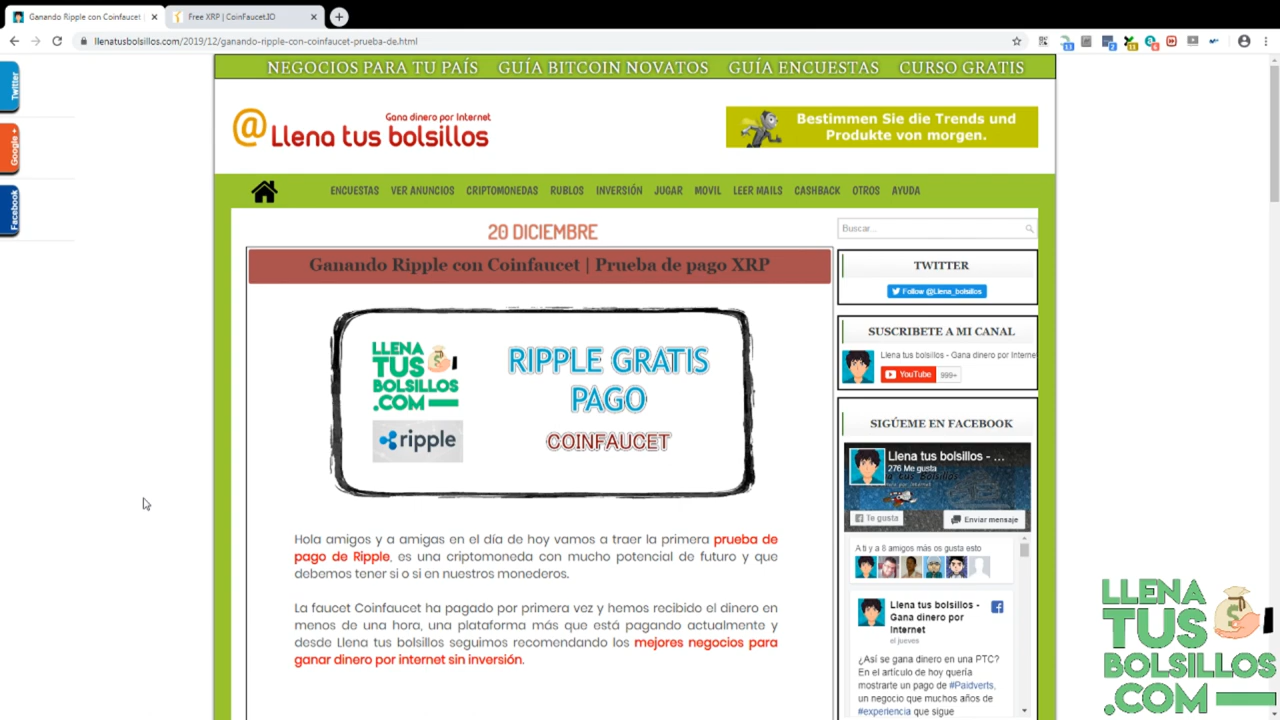 Ganando Ripple con Coinfaucet
Free XRP | CoinFaucet.IO
llenatusbolsillos.com/2019/12/ganando-ripple-con-coinfaucet-prueba-de.html
Twitter
Google +
Facebook
NEGOCIOS PARA TU PAÍS GUÍA BITCOIN NOVATOS GUÍA ENCUESTAS CURSO GRATIS
Gana dinero por Internet
@Llena tus bolsillos
Bestimmen Sie die Trends und
Produkte von morgen.
ENCUESTAS VER ANUNCIOS CRIPTOMONEDAS RUBLOS INVERSIÓN JUGAR MOVIL LEER MAILS CASHBACK OTROS AYUDA
20 DICIEMBRE
Ganando Ripple con Coinfaucet | Prueba de pago XRP
LLENA
TUS
BOLSILLOS
.COM
ripple
RIPPLE GRATIS
PAGO
COINFAUCET
Hola amigos y a amigas en el día de hoy vamos a traer la primera prueba de
pago de Ripple, es una criptomoneda con mucho potencial de futuro y que
debemos tener si o si en nuestros monederos.
La faucet Coinfaucet ha pagado por primera vez y hemos recibido el dinero en
menos de una hora, una plataforma más que está pagando actualmente y
desde Llena tus bolsillos seguimos recomendando los mejores negocios para
ganar dinero por internet sin inversión.
Buscar...
TWITTER
Follow @Llena_bolsillos
SUSCRIBETE A MI CANAL
Llena tus bolsillos - Gana dinero por Interne
YouTube 999+
SIGÚEME EN FACEBOOK
Llena tus bolsillos - ...
276 Me gusta
Te gusta
Enviar mensaje
A ti y a 8 amigos más os gusta esto
Llena tus bolsillos -
Gana dinero por
Internet
el jueves
¿Así se gana dinero en una PTC?
En el artículo de hoy quería
mostrarte un pago de #Paidverts,
un negocio que muchos años de
#experiencia que sigue
LLENA
TUS
BOLSILLOS
.COM